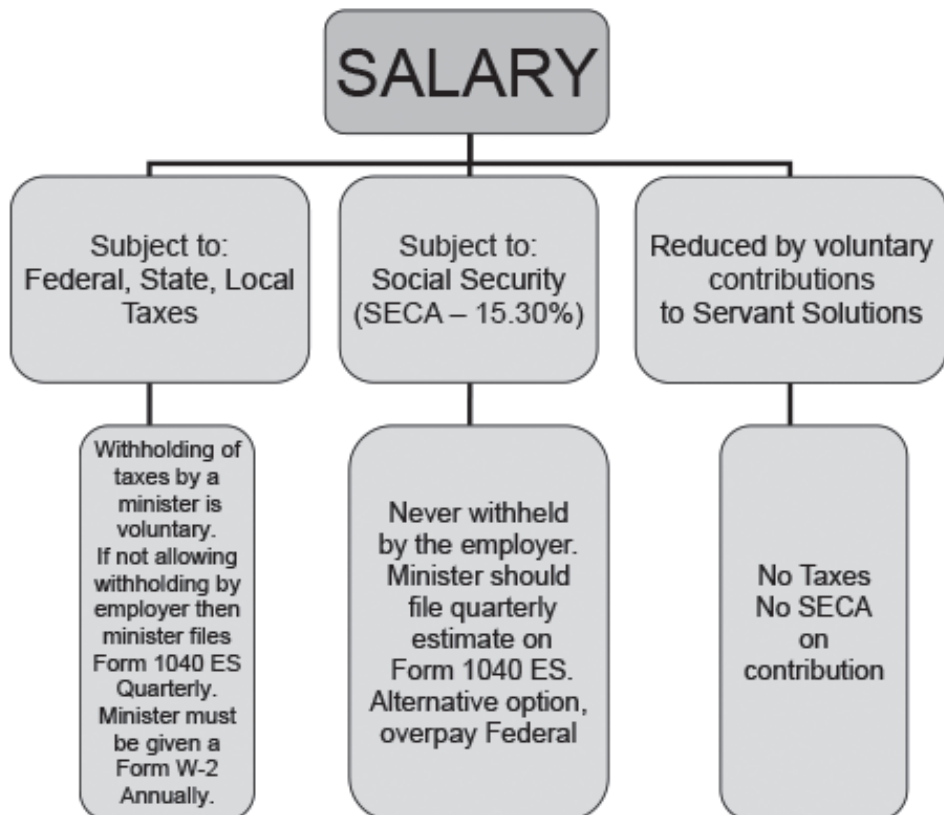 SALARY
Subject to:
Federal, State, Local
Taxes
Subject to:
Social Security
(SECA – 15.30%)
Reduced by voluntary
contributions
to Servant Solutions
Withholding of
taxes by a
minister is
voluntary.
If not allowing
withholding by
employer then
minister files
Form 1040 ES
Quarterly.
Minister must
be given a
Form W-2
Annually.
Never withheld
by the employer.
Minister should
file quarterly
estimate on
Form 1040 ES.
Alternative option,
overpay Federal
No Taxes
No SECA
on
contribution